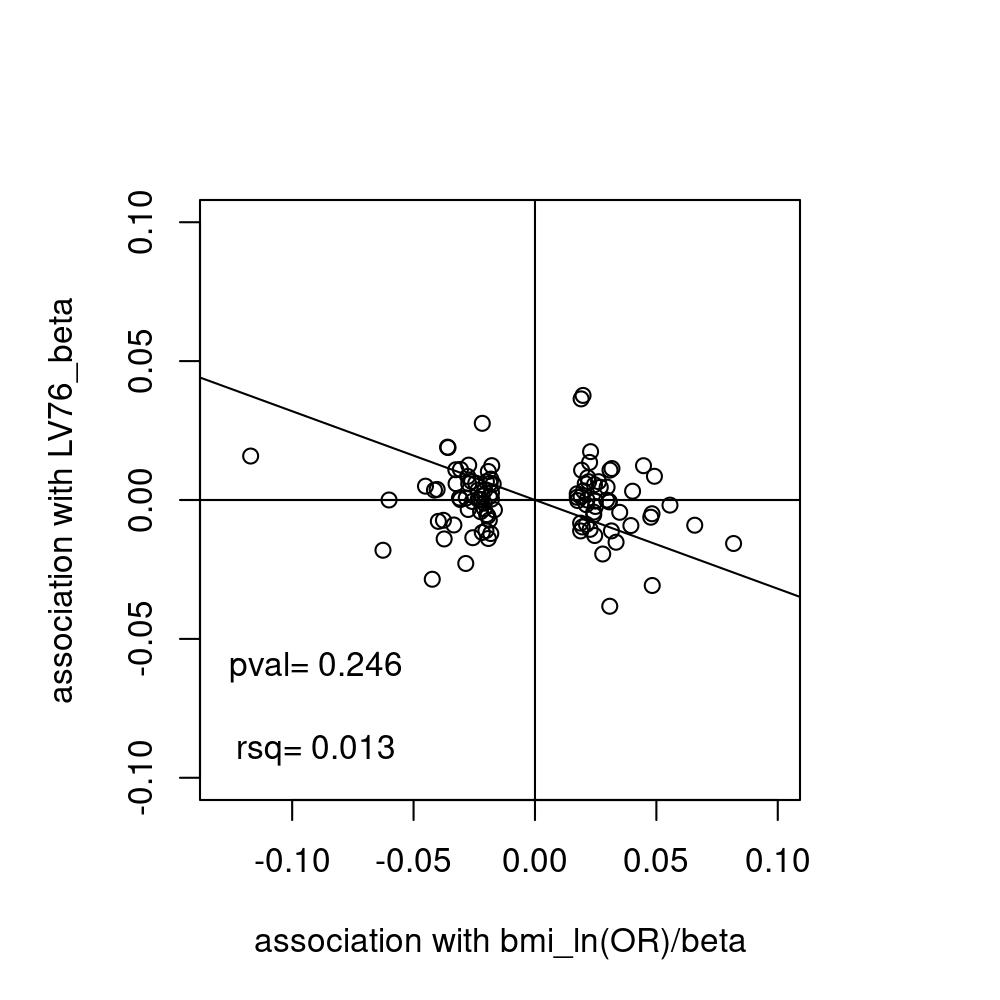 association with LV76_beta
0.10
0.05
0.00
-0.05
-0.10
pval= 0.246
rsq= 0.013
-0.10 -0.05 0.00 0.05 0.10
association with bmi_ln(OR)/beta